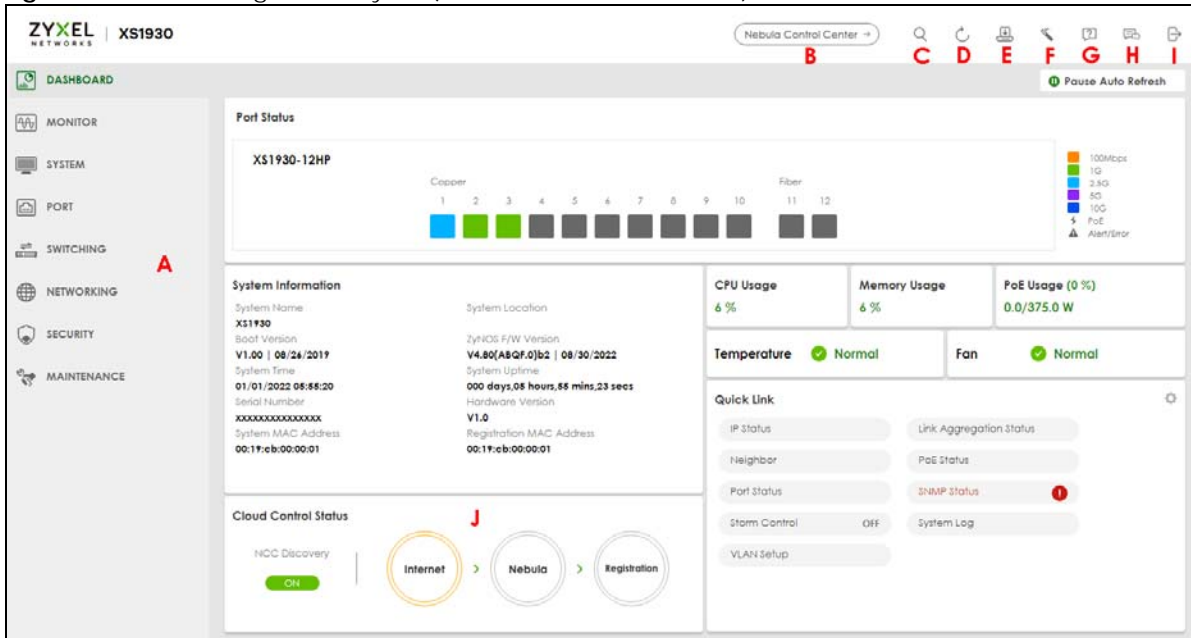 ZYXEL | XS1930
NETWORKS
Nebula Control Center →
B C D E F G H I
DASHBOARD
Pause Auto Refresh
MONITOR
SYSTEM
PORT
SWITCHING
NETWORKING
SECURITY
MAINTENANCE
A
Port Status
XS1930-12HP
Copper Fiber
1 2 3 4 5 6 7 8 9 10 11 12
100Mbps
1G
2.5G
5G
10G
PoE
Alert/Error
System Information
System Name System Location
XS1930
Boot Version ZyNOS F/W Version
V1.00 | 08/26/2019 V4.80(ABQF.0)b2 | 08/30/2022
System Time System Uptime
01/01/2022 05:55:20 000 days,05 hours,55 mins,23 secs
Serial Number Hardware Version
xxxxxxxxxxxxxxx V1.0
System MAC Address Registration MAC Address
00:19:cb:00:00:01 00:19:cb:00:00:01
CPU Usage Memory Usage PoE Usage (0 %)
6 % 6 % 0.0/375.0 W
Temperature Normal Fan Normal
Quick Link
IP Status Link Aggregation Status
Neighbor PoE Status
Port Status SNMP Status !
Storm Control OFF System Log
VLAN Setup
Cloud Control Status J
NCC Discovery
ON
Internet > Nebula > Registration